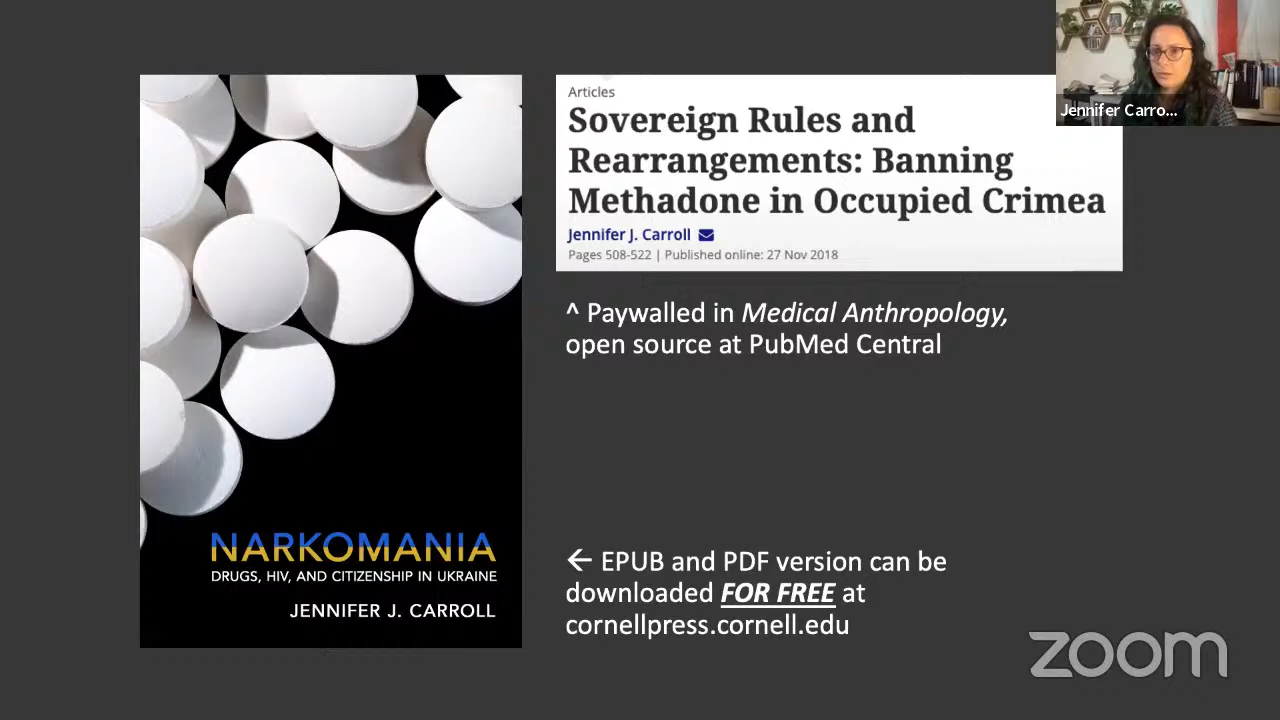 NARKOMANIA
DRUGS, HIV, AND CITIZENSHIP IN UKRAINE
JENNIFER J. CARROLL
Articles
Sovereign Rules and
Rearrangements: Banning
Methadone in Occupied Crimea
Jennifer J. Carroll
Pages 508-522 | Published online: 27 Nov 2018
^ Paywalled in Medical Anthropology,
open source at PubMed Central
← EPUB and PDF version can be
downloaded FOR FREE at
cornellpress.cornell.edu
Jennifer Carro...
zoom